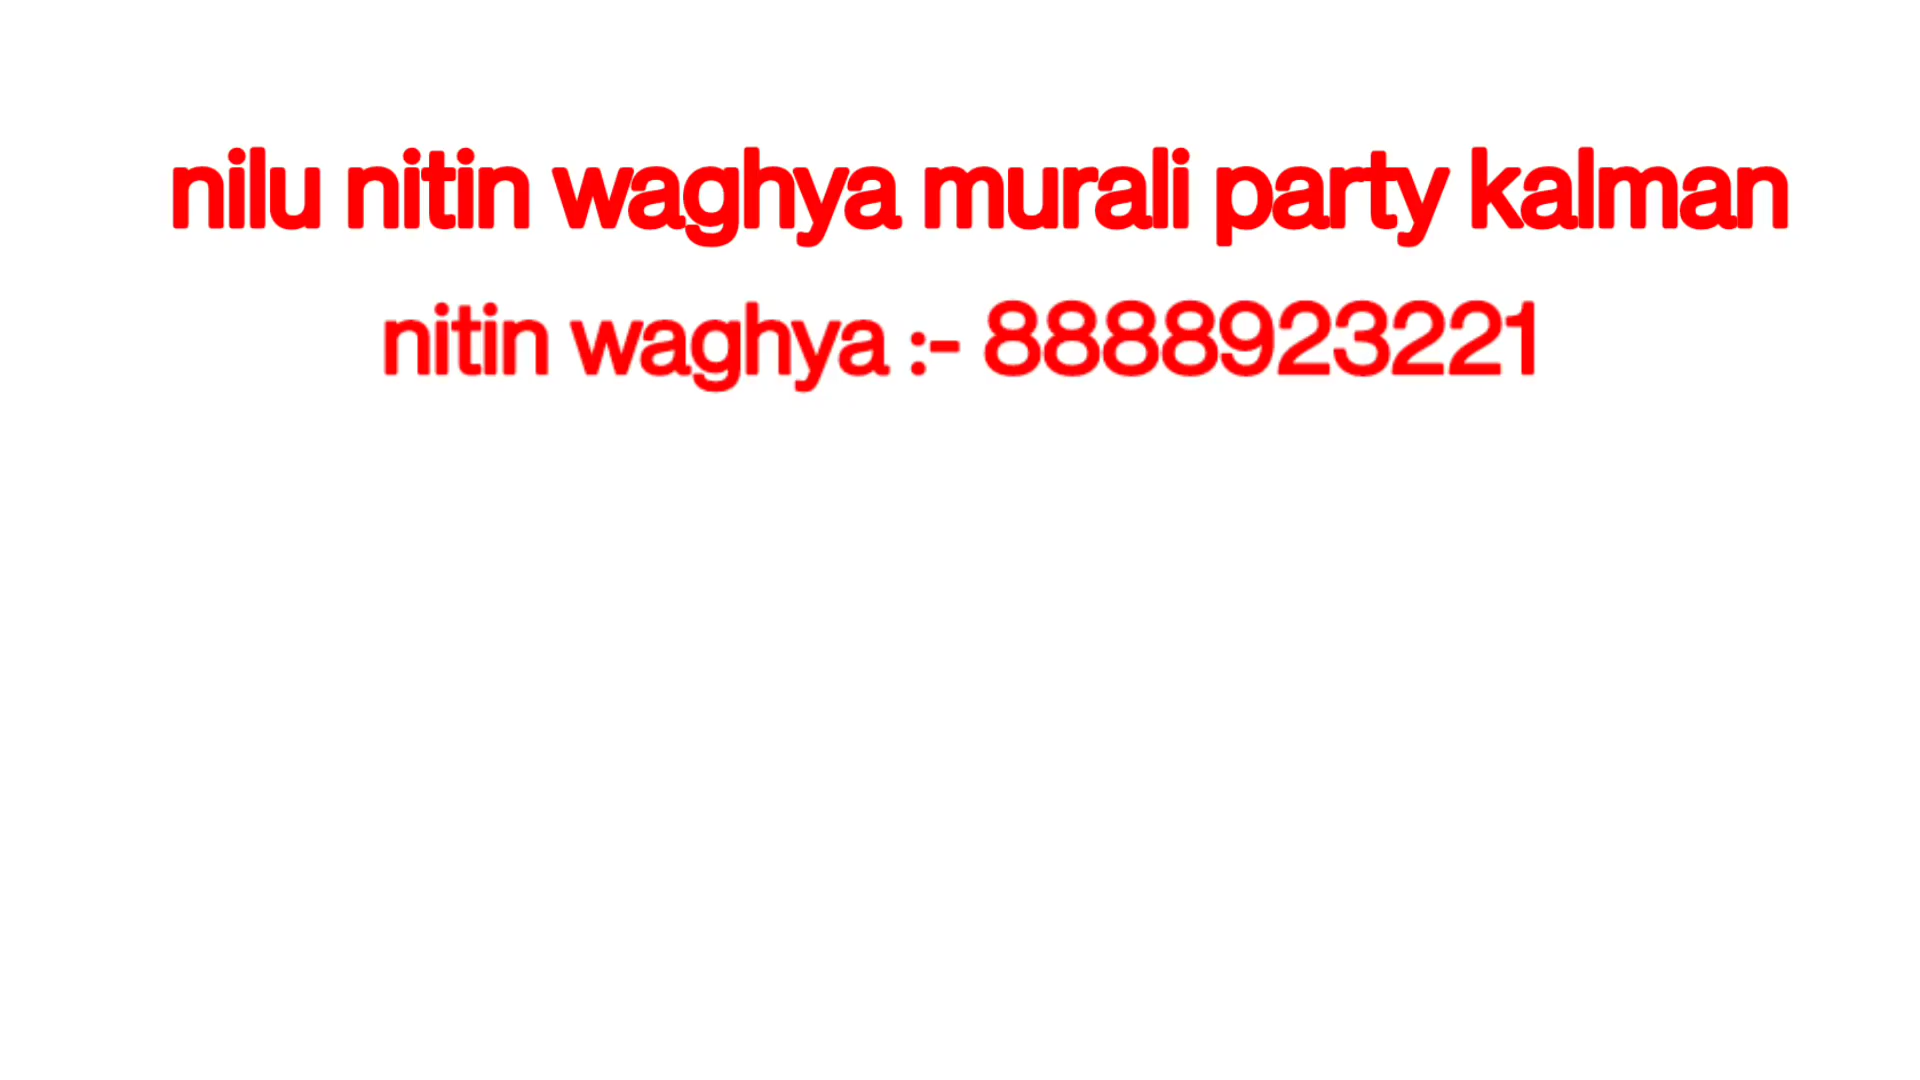 nilu nitin waghya murali party kalman
nitin waghya :- 8888923221